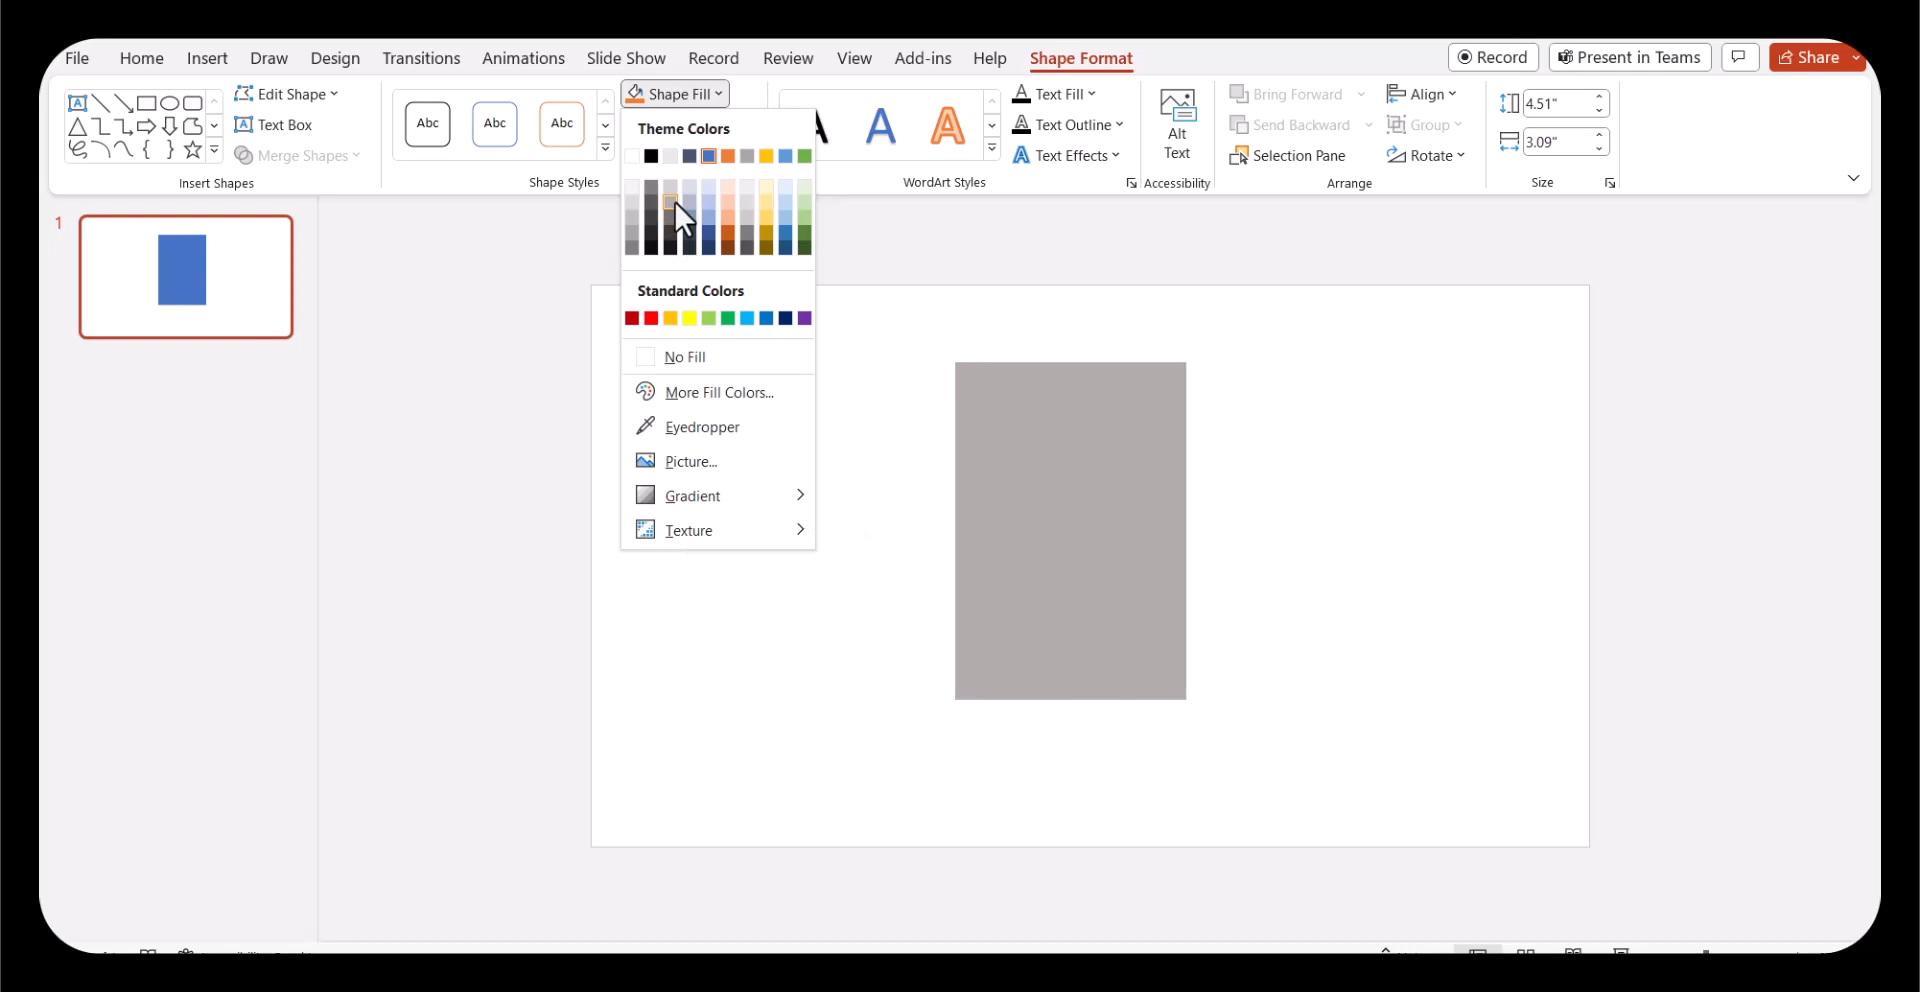 File Home Insert Draw Design Transitions Animations Slide Show Record Review View Add-ins Help Shape Format Record Present in Teams Share
Edit Shape
Text Box
Merge Shapes
Insert Shapes
Abc Abc Abc
Shape Styles
Shape Fill
Theme Colors
Standard Colors
No Fill
More Fill Colors...
Eyedropper
Picture...
Gradient
Texture
A A
WordArt Styles
Text Fill
Text Outline
Text Effects
Alt
Text
Accessibility
Bring Forward
Send Backward
Selection Pane
Align
Group
Rotate
Arrange
4.51"
3.09"
Size
1